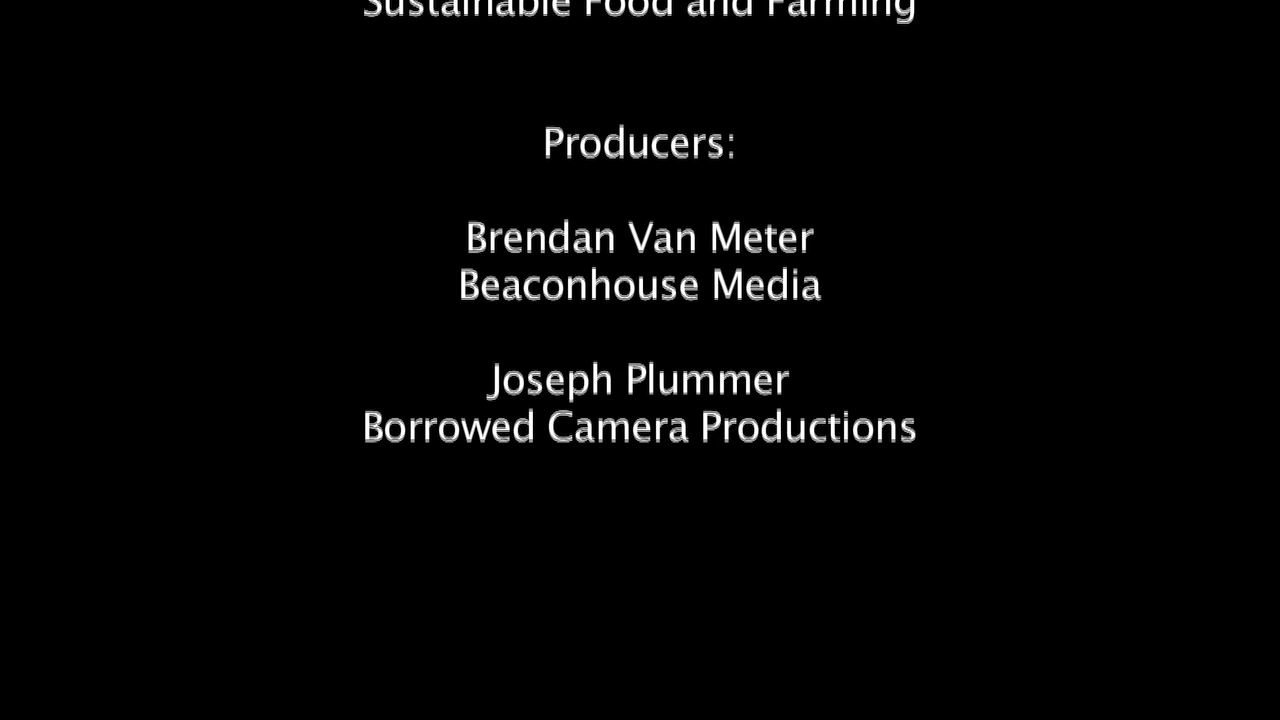 Sustainable Food and Farming
Producers:
Brendan Van Meter
Beaconhouse Media
Joseph Plummer
Borrowed Camera Productions